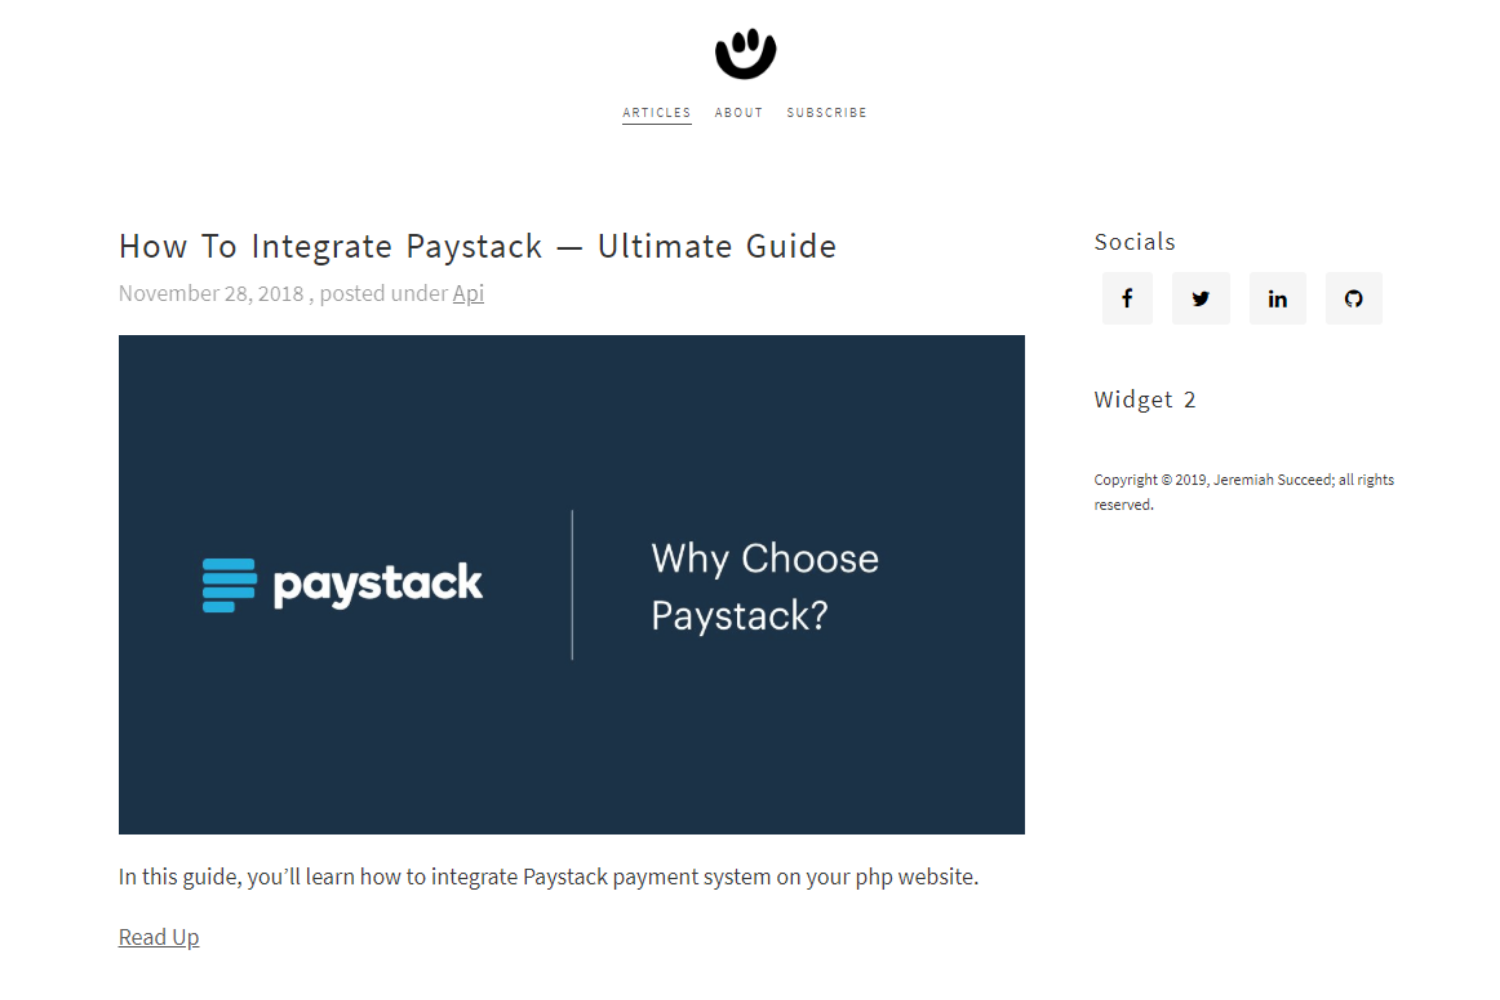 ARTICLES ABOUT SUBSCRIBE
How To Integrate Paystack — Ultimate Guide
November 28, 2018 , posted under Api
paystack
Why Choose
Paystack?
In this guide, you’ll learn how to integrate Paystack payment system on your php website.
Read Up
Socials
Widget 2
Copyright © 2019, Jeremiah Succeed; all rights
reserved.